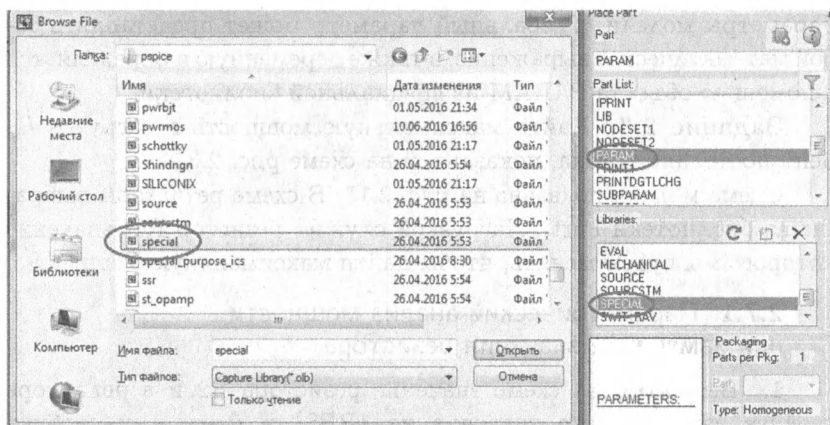 Browse File
Папка:
pspice
Имя
Дата изменения
Тип
pwrbjt
01.05.2016 21:34
Файл
pwrmos
10.06.2016 16:56
Файл
schottky
01.05.2016 21:17
Файл
Shindngn
26.04.2016 5:54
Файл
SILICONIX
01.05.2016 21:17
Файл
source
26.04.2016 5:53
Файл
sourcstm
26.04.2016 5:53
Файл
special
26.04.2016 5:53
Файл
special_purpose_ics
26.04.2016 8:30
Файл
ssr
26.04.2016 5:54
Файл
st_opamp
26.04.2016 5:54
Файл
Недавние места
Рабочий стол
Библиотеки
Компьютер
Имя файла:
special
Открыть
Тип файлов:
Capture Library(*.olb)
Отмена
Только чтение
Place Part
Part
PARAM
Part List:
IPRINT
LIB
NODESET1
NODESET2
PARAM
PRINT1
PRINTDGTLCHG
SUBPARAM
Libraries:
EVAL
MECHANICAL
SOURCE
SOURCSTM
SPECIAL
SWIT_RAV
Packaging
Parts per Pkg: 1
Part:
Type: Homogeneous
PARAMETERS: